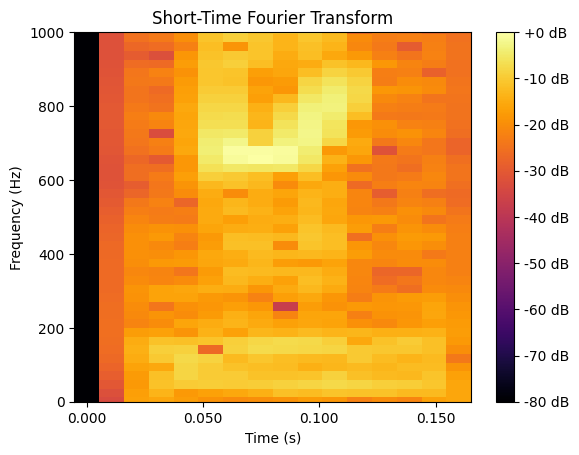 Short-Time Fourier Transform
1000
800
600
400
200
0
Frequency (Hz)
0.000
0.050
0.100
0.150
Time (s)
+0 dB
-10 dB
-20 dB
-30 dB
-40 dB
-50 dB
-60 dB
-70 dB
-80 dB